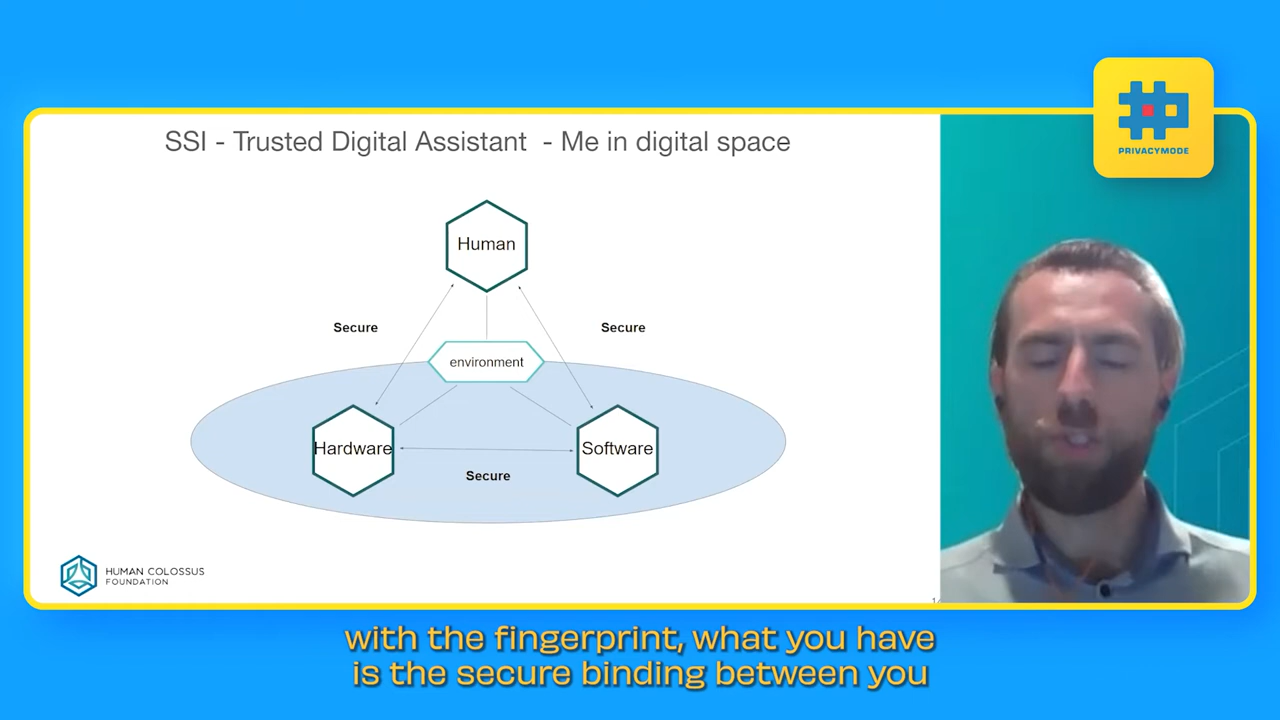 SSI - Trusted Digital Assistant - Me in digital space
PRIVACYMODE
Human
Secure
Secure
environment
Hardware
Software
Secure
HUMAN COLOSSUS
FOUNDATION
with the fingerprint, what you have
is the secure binding between you